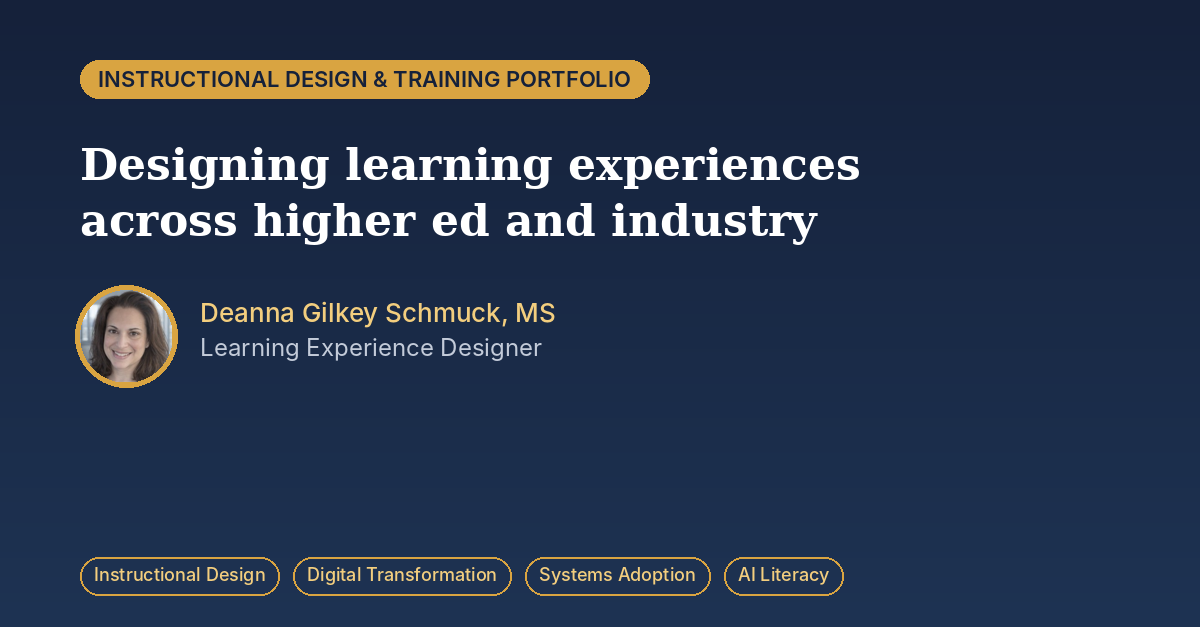 INSTRUCTIONAL DESIGN & TRAINING PORTFOLIO
Designing learning experiences
across higher ed and industry
Deanna Gilkey Schmuck, MS
Learning Experience Designer
Instructional Design
Digital Transformation
Systems Adoption
AI Literacy